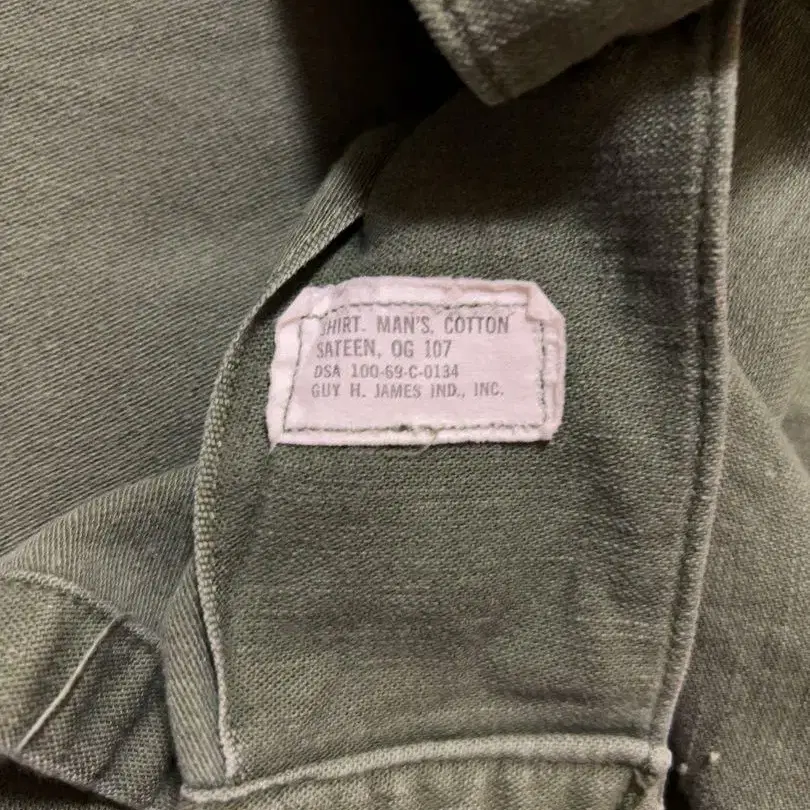 SHIRT. MAN'S, COTTON
SATEEN, OG 107
DSA 100-69-C-0134
GUY H. JAMES IND., INC.